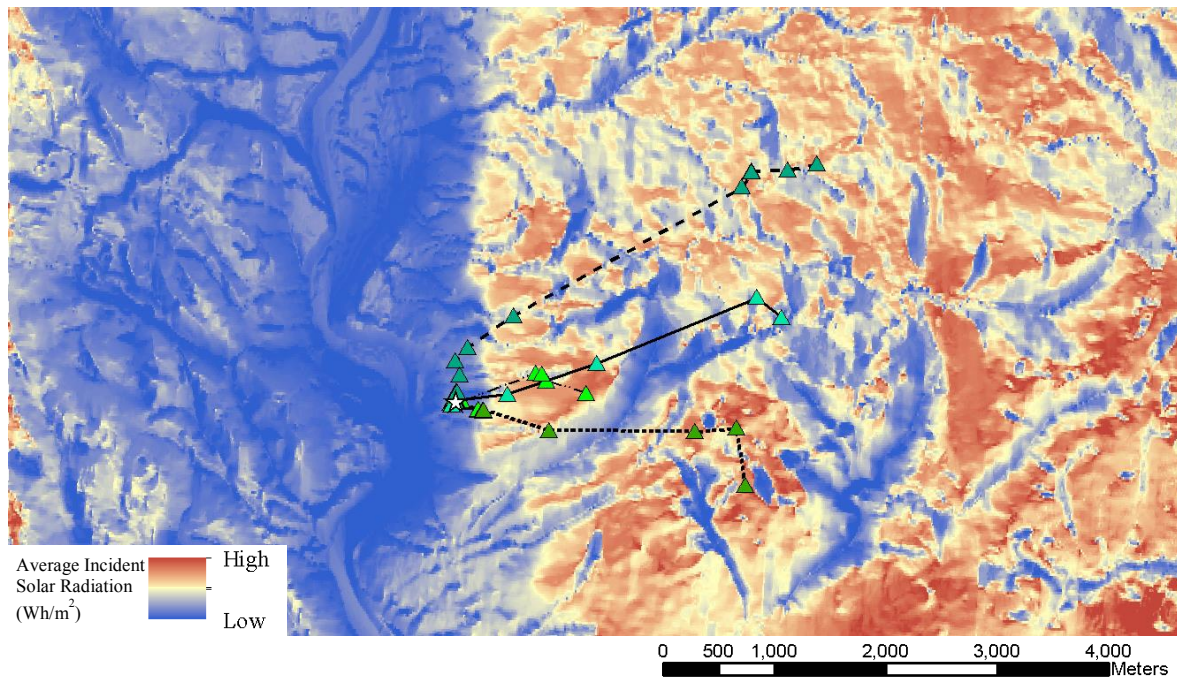 Average Incident
Solar Radiation
(Wh/m²)
High
Low
0 500 1,000 2,000 3,000 4,000
Meters